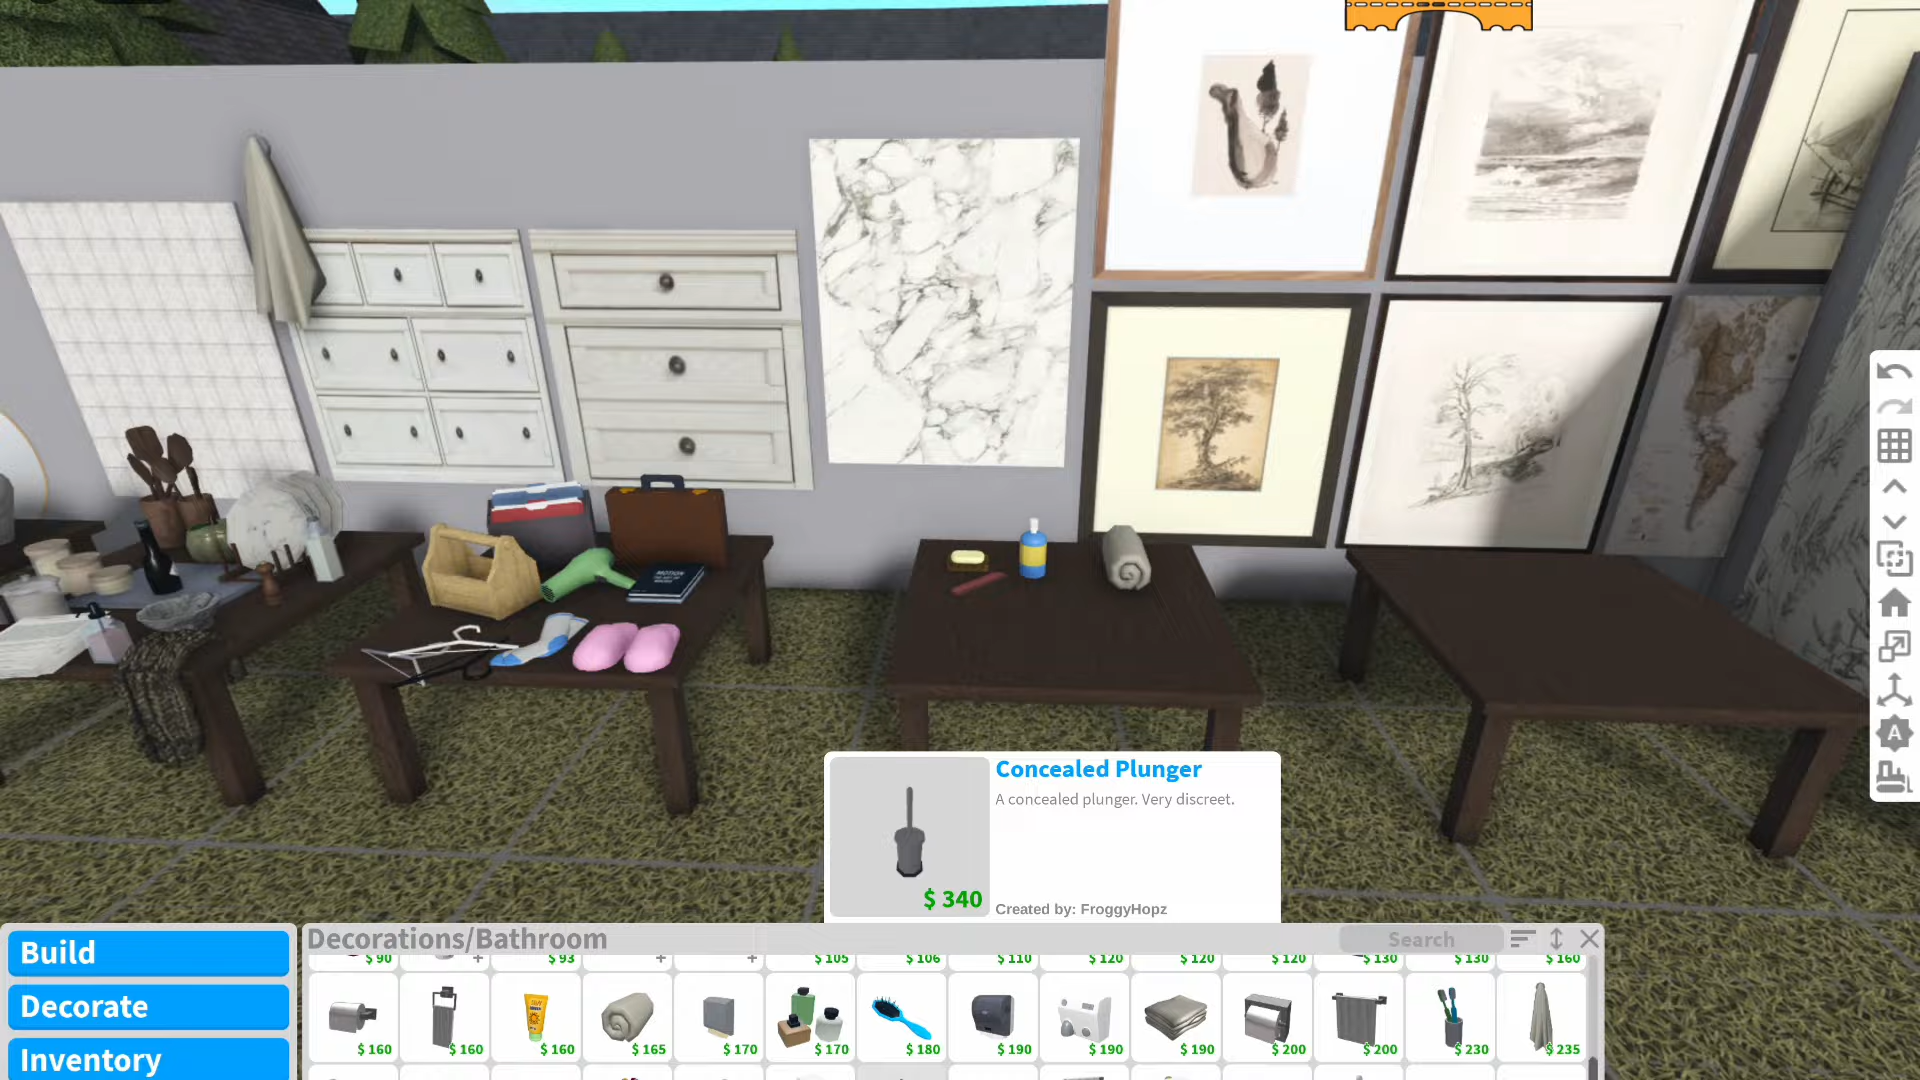 MOTION
Concealed Plunger
A concealed plunger. Very discreet.
$ 340
Created by: FroggyHopz
Build
Decorate
Inventory
Decorations/Bathroom
Search
$ 90
$ 93
$ 105
$ 106
$ 110
$ 120
$ 120
$ 120
$ 130
$ 130
$ 160
$ 160
$ 160
$ 160
$ 165
$ 170
$ 170
$ 180
$ 190
$ 190
$ 190
$ 200
$ 200
$ 230
$ 235
A